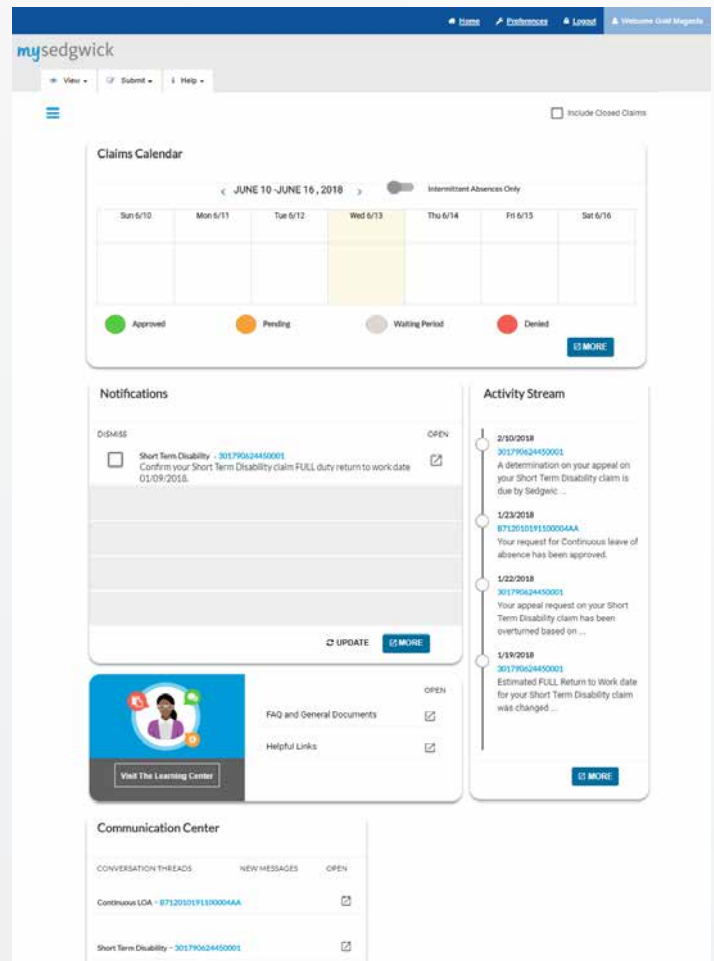 Home Preferences Logout Welcome Gold Magenta
mysedgwick
View Submit Help
Include Closed Claims
Claims Calendar
JUNE 10 -JUNE 16 , 2018 Intermittent Absences Only
Sun 6/10 Mon 6/11 Tue 6/12 Wed 6/13 Thu 6/14 Fri 6/15 Sat 6/16
Approved Pending Waiting Period Denied
MORE
Notifications
DISMISS OPEN
Short Term Disability - 301790624450001
Confirm your Short Term Disability claim FULL duty return to work date
01/09/2018.
UPDATE MORE
Activity Stream
2/10/2018
301790624450001
A determination on your appeal on
your Short Term Disability claim is
due by Sedgwic ...
1/23/2018
B712010191100004AA
Your request for Continuous leave of
absence has been approved.
1/22/2018
301790624450001
Your appeal request on your Short
Term Disability claim has been
overturned based on ...
1/19/2018
301790624450001
Estimated FULL Return to Work date
for your Short Term Disability claim
was changed ...
MORE
OPEN
FAQ and General Documents
Helpful Links
Visit The Learning Center
Communication Center
CONVERSATION THREADS NEW MESSAGES OPEN
Continuous LOA - B712010191100004AA
Short Term Disability - 301790624450001